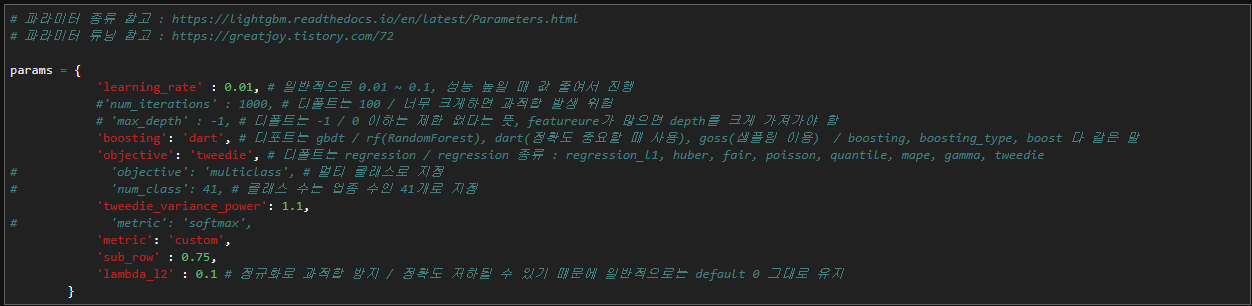 # 파라미터 종류 참고 : https://lightgbm.readthedocs.io/en/latest/Parameters.html
# 파라미터 튜닝 참고 : https://greatjoy.tistory.com/72
params = {
'learning_rate' : 0.01, # 일반적으로 0.01 ~ 0.1, 성능 높일 때 값 줄여서 진행
#'num_iterations' : 1000, # 디폴트는 100 / 너무 크게하면 과적합 발생 위험
# 'max_depth' : -1, # 디폴트는 -1 / 0 이하는 제한 없다는 뜻, featureure가 많으면 depth를 크게 가져가야 함
'boosting': 'dart', # 디포트는 gbdt / rf(RandomForest), dart(정확도 중요할 때 사용), goss(샘플링 이용) / boosting, boosting_type, boost 다 같은 말
'objective': 'tweedie', # 디폴트는 regression / regression 종류 : regression_l1, huber, fair, poisson, quantile, mape, gamma, tweedie
# 'objective': 'multiclass', # 멀티 클래스로 지정
# 'num_class': 41, # 클래스 수는 업종 수인 41개로 지정
'tweedie_variance_power': 1.1,
# 'metric': 'softmax',
'metric': 'custom',
'sub_row' : 0.75,
'lambda_l2' : 0.1 # 정규화로 과적합 방지 / 정확도 저하될 수 있기 때문에 일반적으로는 default 0 그대로 유지
}